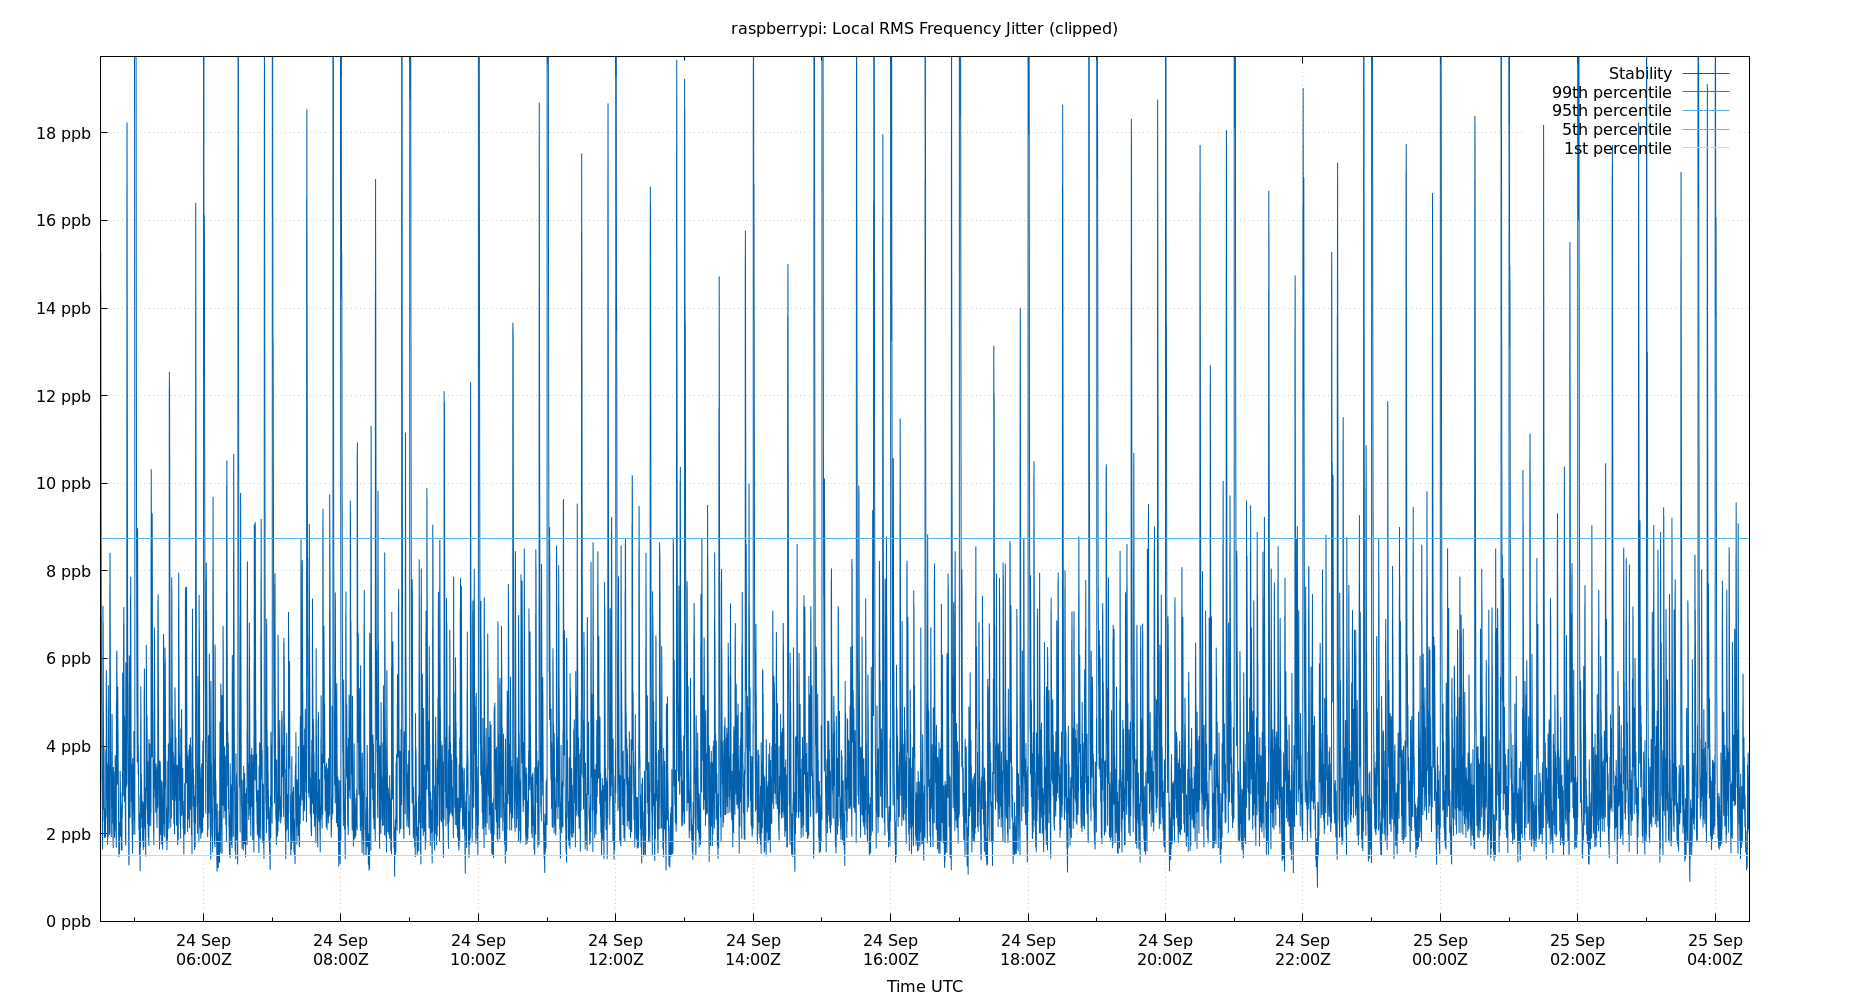 raspberrypi: Local RMS Frequency Jitter (clipped)
Stability
99th percentile
95th percentile
5th percentile
1st percentile
18 ppb
16 ppb
14 ppb
12 ppb
10 ppb
8 ppb
6 ppb
4 ppb
2 ppb
0 ppb
24 Sep 24 Sep 24 Sep 24 Sep 24 Sep 24 Sep 24 Sep 24 Sep 24 Sep 25 Sep 25 Sep 25 Sep
06:00Z 08:00Z 10:00Z 12:00Z 14:00Z 16:00Z 18:00Z 20:00Z 22:00Z 00:00Z 02:00Z 04:00Z
Time UTC